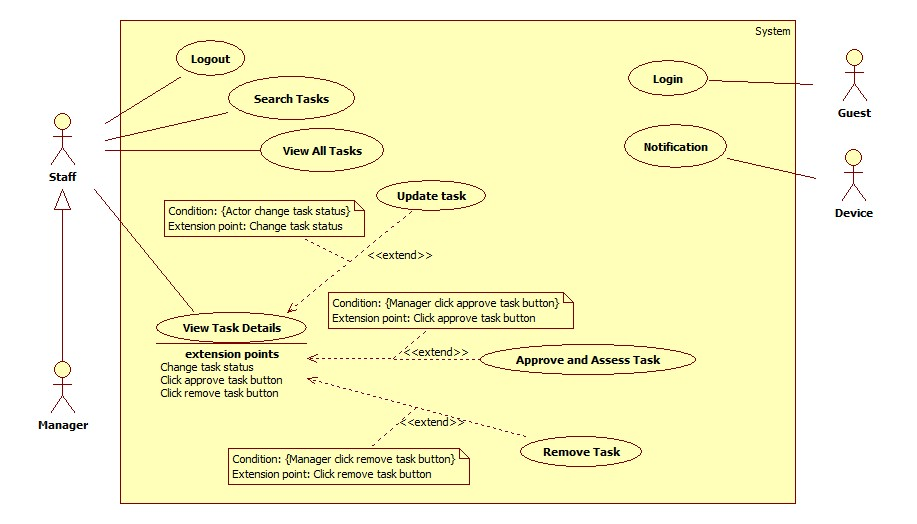 System
Logout
Login
Search Tasks
Guest
View All Tasks
Notification
Staff
Update task
Device
Condition: {Actor change task status}
Extension point: Change task status
<<extend>>
Condition: {Manager click approve task button}
Extension point: Click approve task button
View Task Details
<<extend>>
extension points
Change task status
Click approve task button
Click remove task button
Approve and Assess Task
Manager
<<extend>>
Remove Task
Condition: {Manager click remove task button}
Extension point: Click remove task button